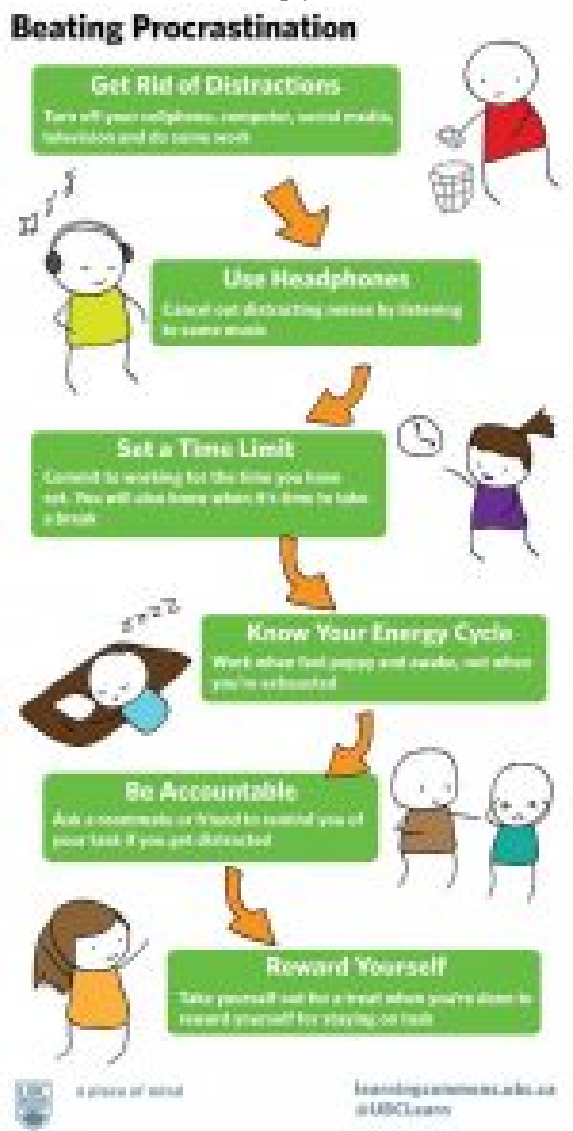 Beating Procrastination
Get Rid of Distractions
Turn off your cellphone, computer, social media,
television and do some work
Use Headphones
Cancel out distracting noises by listening
to some music
Set a Time Limit
Commit to working for the time you have
set. You will also know when it's time to take
a break
zzzz
Know Your Energy Cycle
Work when feel peppy and awake, not when
you're exhausted
Be Accountable
Ask a roommate or friend to remind you of
your task if you get distracted
Reward Yourself
Take yourself out for a treat when you're done to
reward yourself for staying on task
UBC
a place of mind
learningcommons.ubc.ca
@UBCLearn